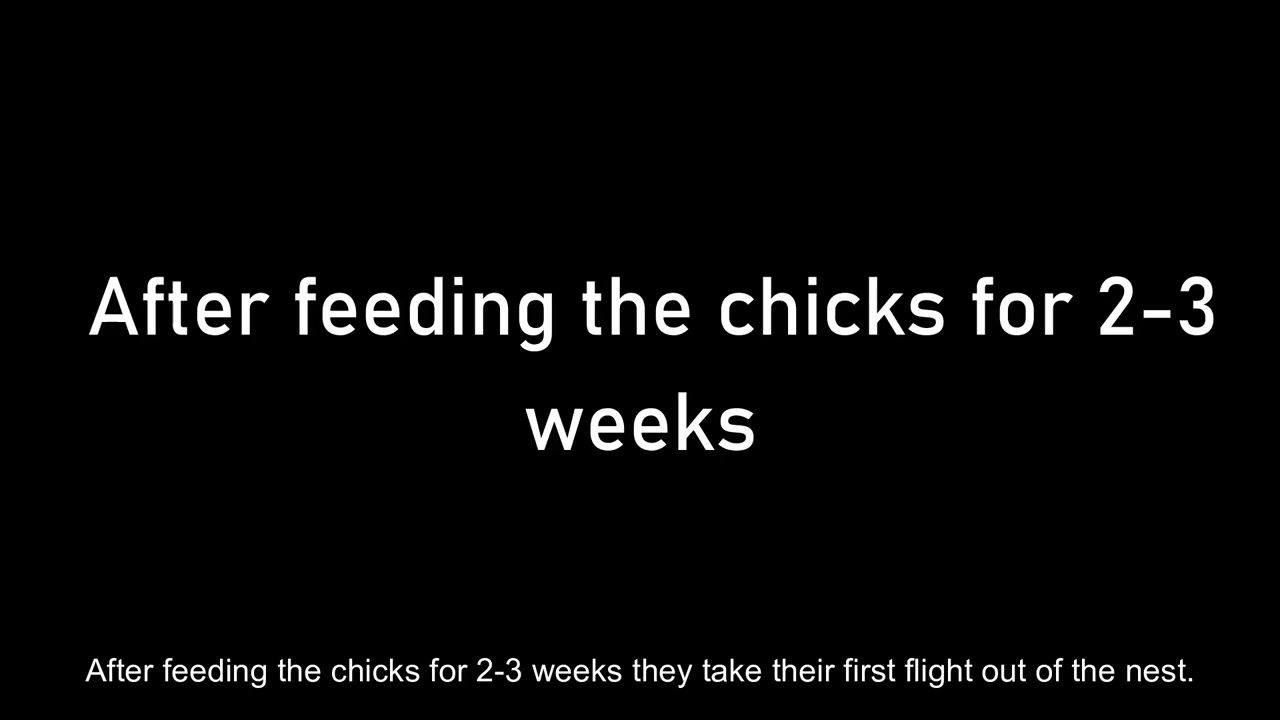 After feeding the chicks for 2-3
weeks
After feeding the chicks for 2-3 weeks they take their first flight out of the nest.